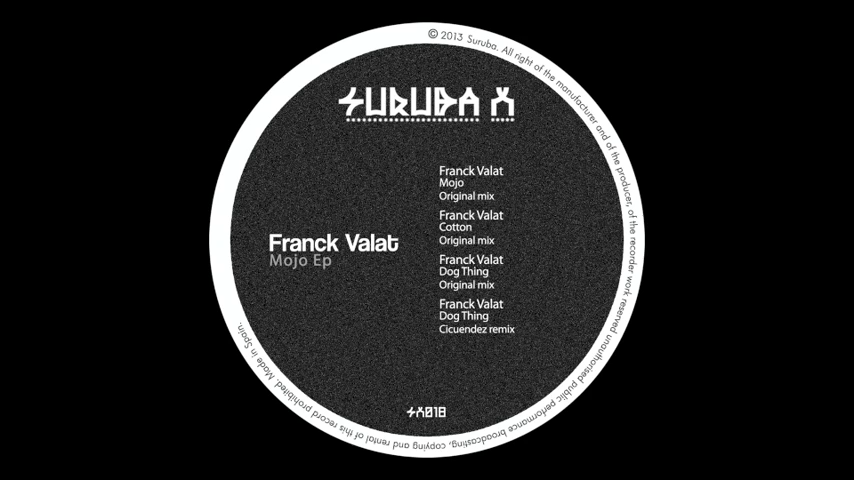 © 2013 Suruba. All right of the manufacturer and of the producer, of the recorder work reserved unauthorised public performance broadcasting, copying and rental of this record prohibited. Made in Spain.
SURUBA X
Franck Valat
Mojo
Original mix
Franck Valat
Cotton
Original mix
Franck Valat
Dog Thing
Original mix
Franck Valat
Dog Thing
Cicuendez remix
Franck Valat
Mojo Ep
SX018